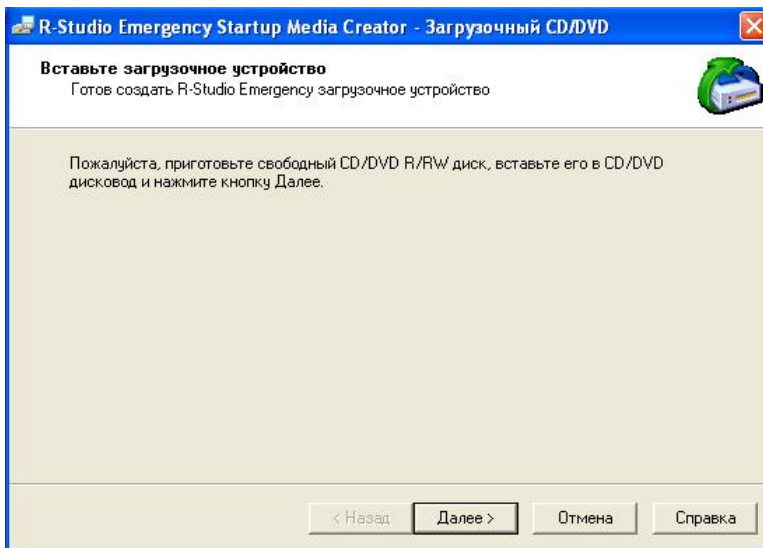 R-Studio Emergency Startup Media Creator - Загрузочный CD/DVD
Вставьте загрузочное устройство
Готов создать R-Studio Emergency загрузочное устройство
Пожалуйста, приготовьте свободный CD/DVD R/RW диск, вставьте его в CD/DVD
дисковод и нажмите кнопку Далее.
< Назад Далее > Отмена Справка